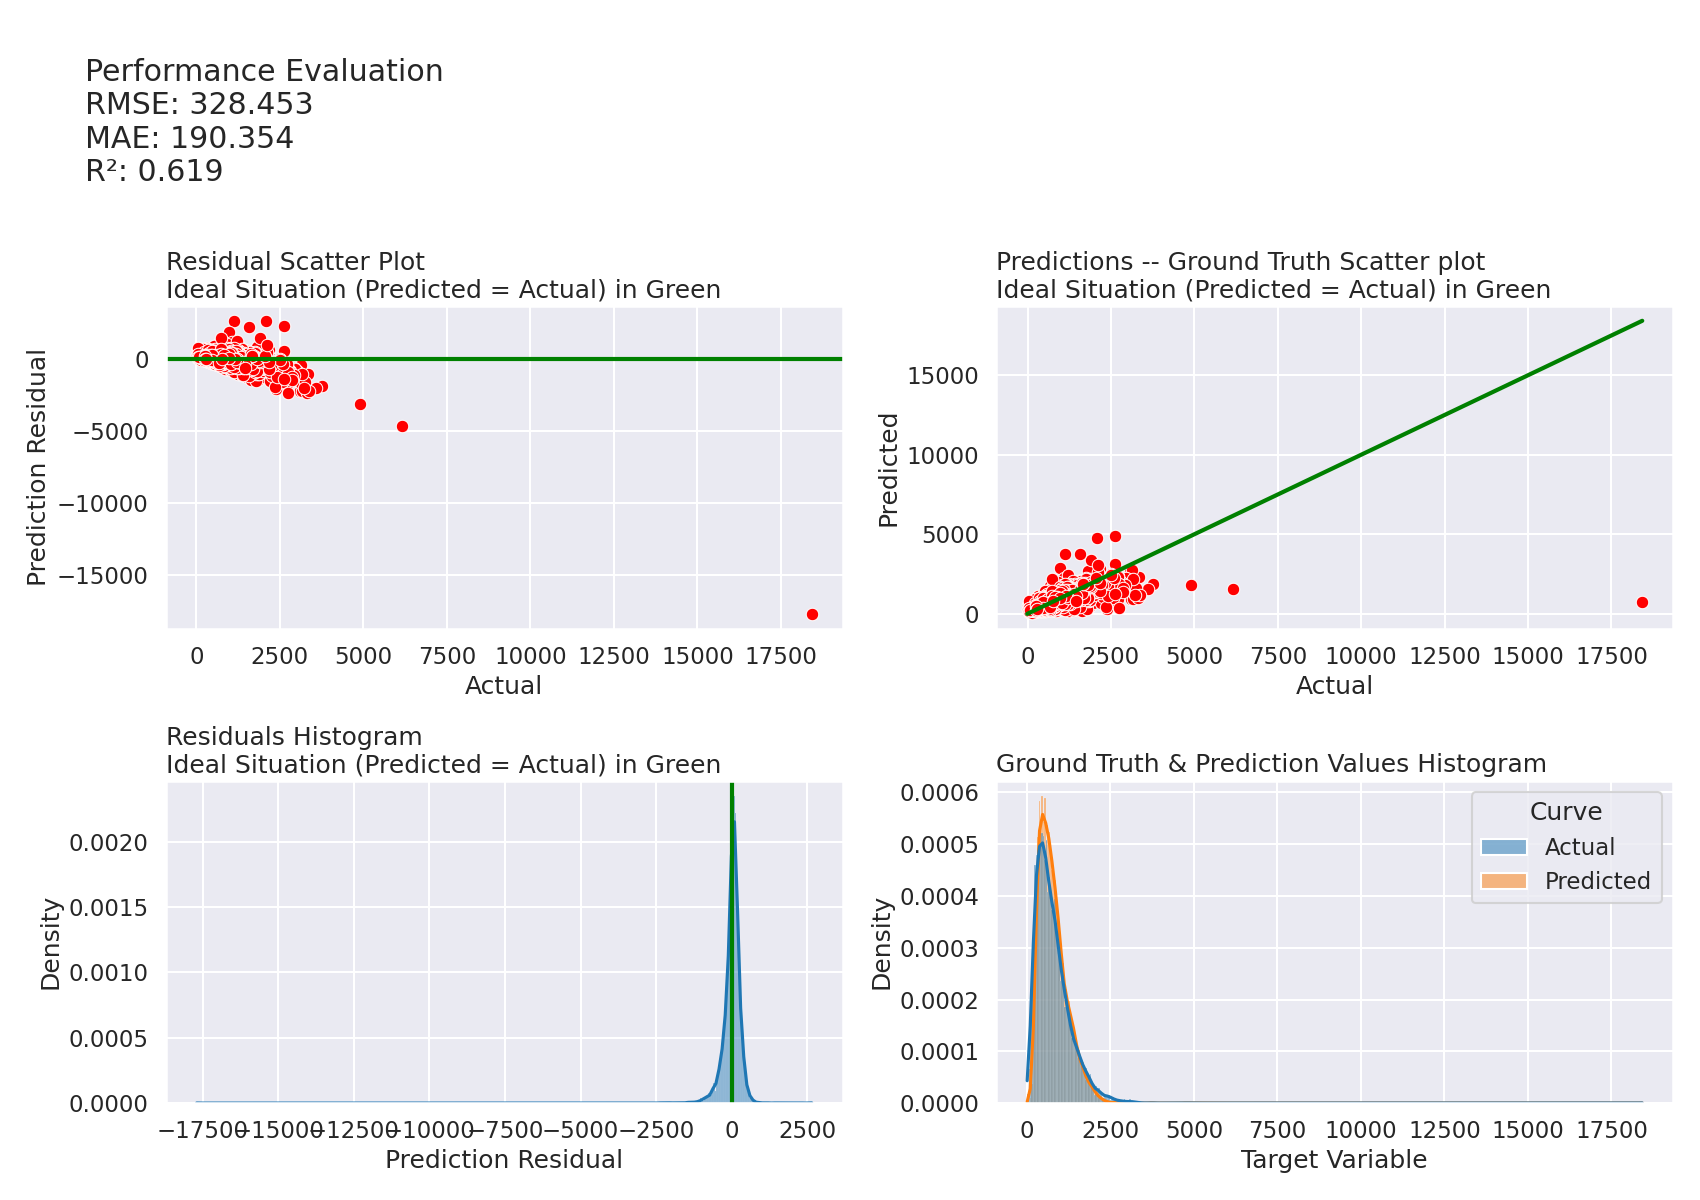 Performance Evaluation
RMSE: 328.453
MAE: 190.354
R²: 0.619
Residual Scatter Plot
Ideal Situation (Predicted = Actual) in Green
Prediction Residual
0
−5000
−10000
−15000
0 2500 5000 7500 10000 12500 15000 17500
Actual
Predictions -- Ground Truth Scatter plot
Ideal Situation (Predicted = Actual) in Green
Predicted
15000
10000
5000
0
0 2500 5000 7500 10000 12500 15000 17500
Actual
Residuals Histogram
Ideal Situation (Predicted = Actual) in Green
Density
0.0020
0.0015
0.0010
0.0005
0.0000
−17500 −15000 −12500 −10000 −7500 −5000 −2500 0 2500
Prediction Residual
Ground Truth & Prediction Values Histogram
Density
0.0006
0.0005
0.0004
0.0003
0.0002
0.0001
0.0000
Curve
Actual
Predicted
0 2500 5000 7500 10000 12500 15000 17500
Target Variable